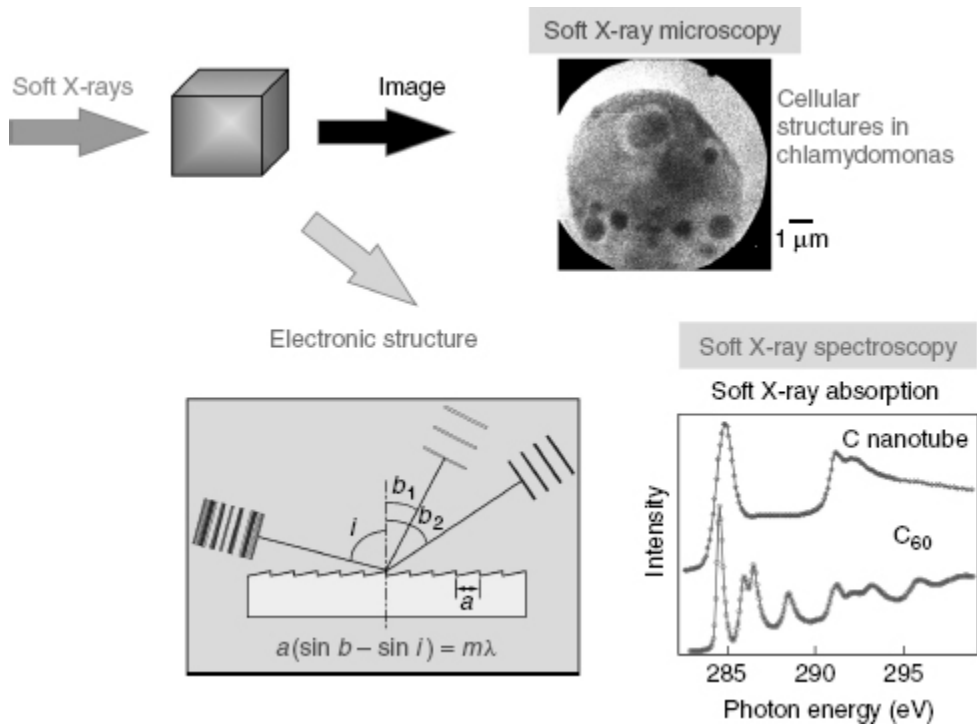 Soft X-ray microscopy
Soft X-rays
Image
Cellular
structures in
chlamydomonas
1 μm
Electronic structure
Soft X-ray spectroscopy
Soft X-ray absorption
b₁
b₂
i
a
a(sin b – sin i) = mλ
C nanotube
C₆₀
Intensity
285 290 295
Photon energy (eV)